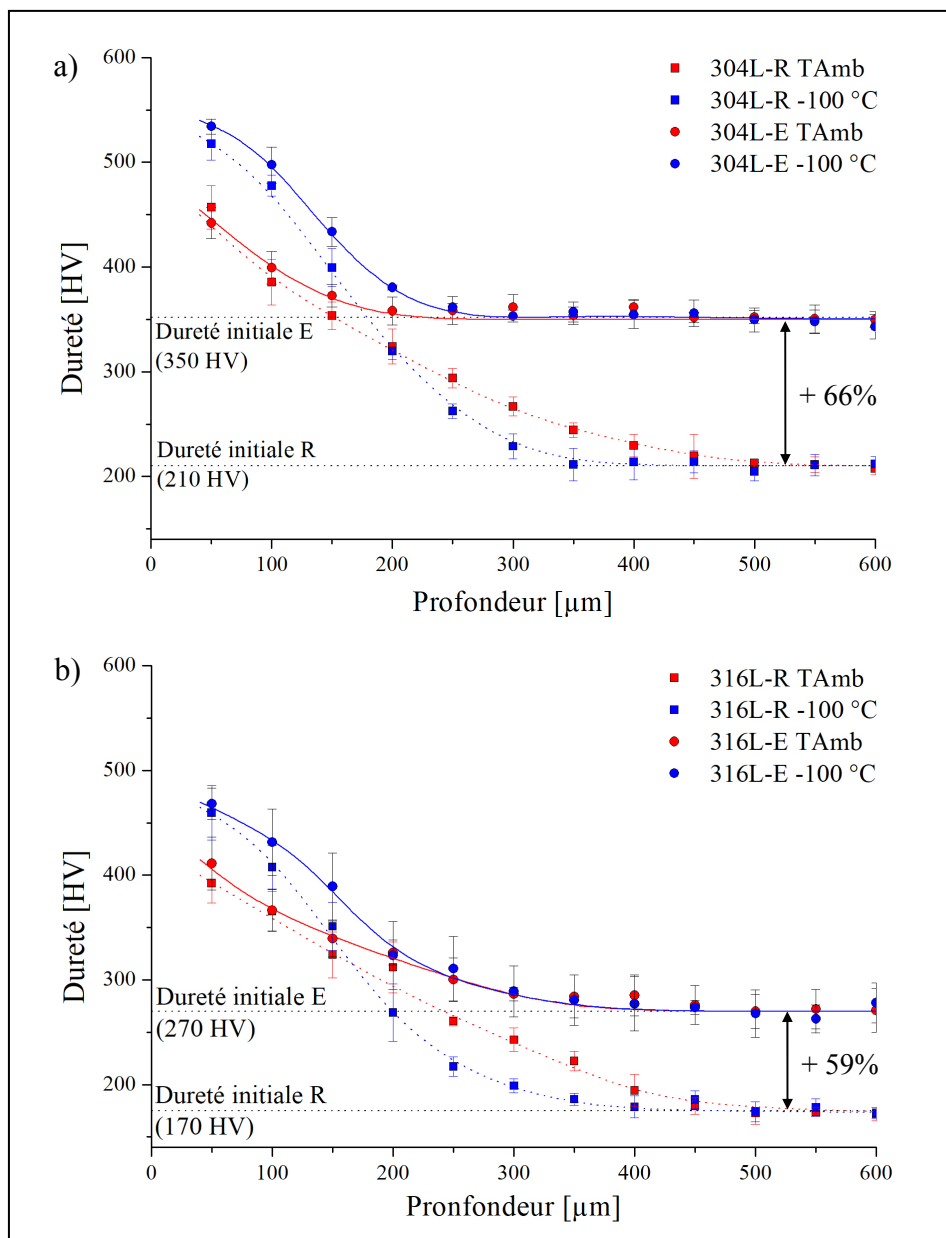 a)
600
500
400
300
200
Dureté [HV]
304L-R TAmb
304L-R -100 °C
304L-E TAmb
304L-E -100 °C
Dureté initiale E
(350 HV)
+ 66%
Dureté initiale R
(210 HV)
0 100 200 300 400 500 600
Profondeur [µm]
b)
600
500
400
300
200
Dureté [HV]
316L-R TAmb
316L-R -100 °C
316L-E TAmb
316L-E -100 °C
Dureté initiale E
(270 HV)
+ 59%
Dureté initiale R
(170 HV)
0 100 200 300 400 500 600
Pronfondeur [µm]